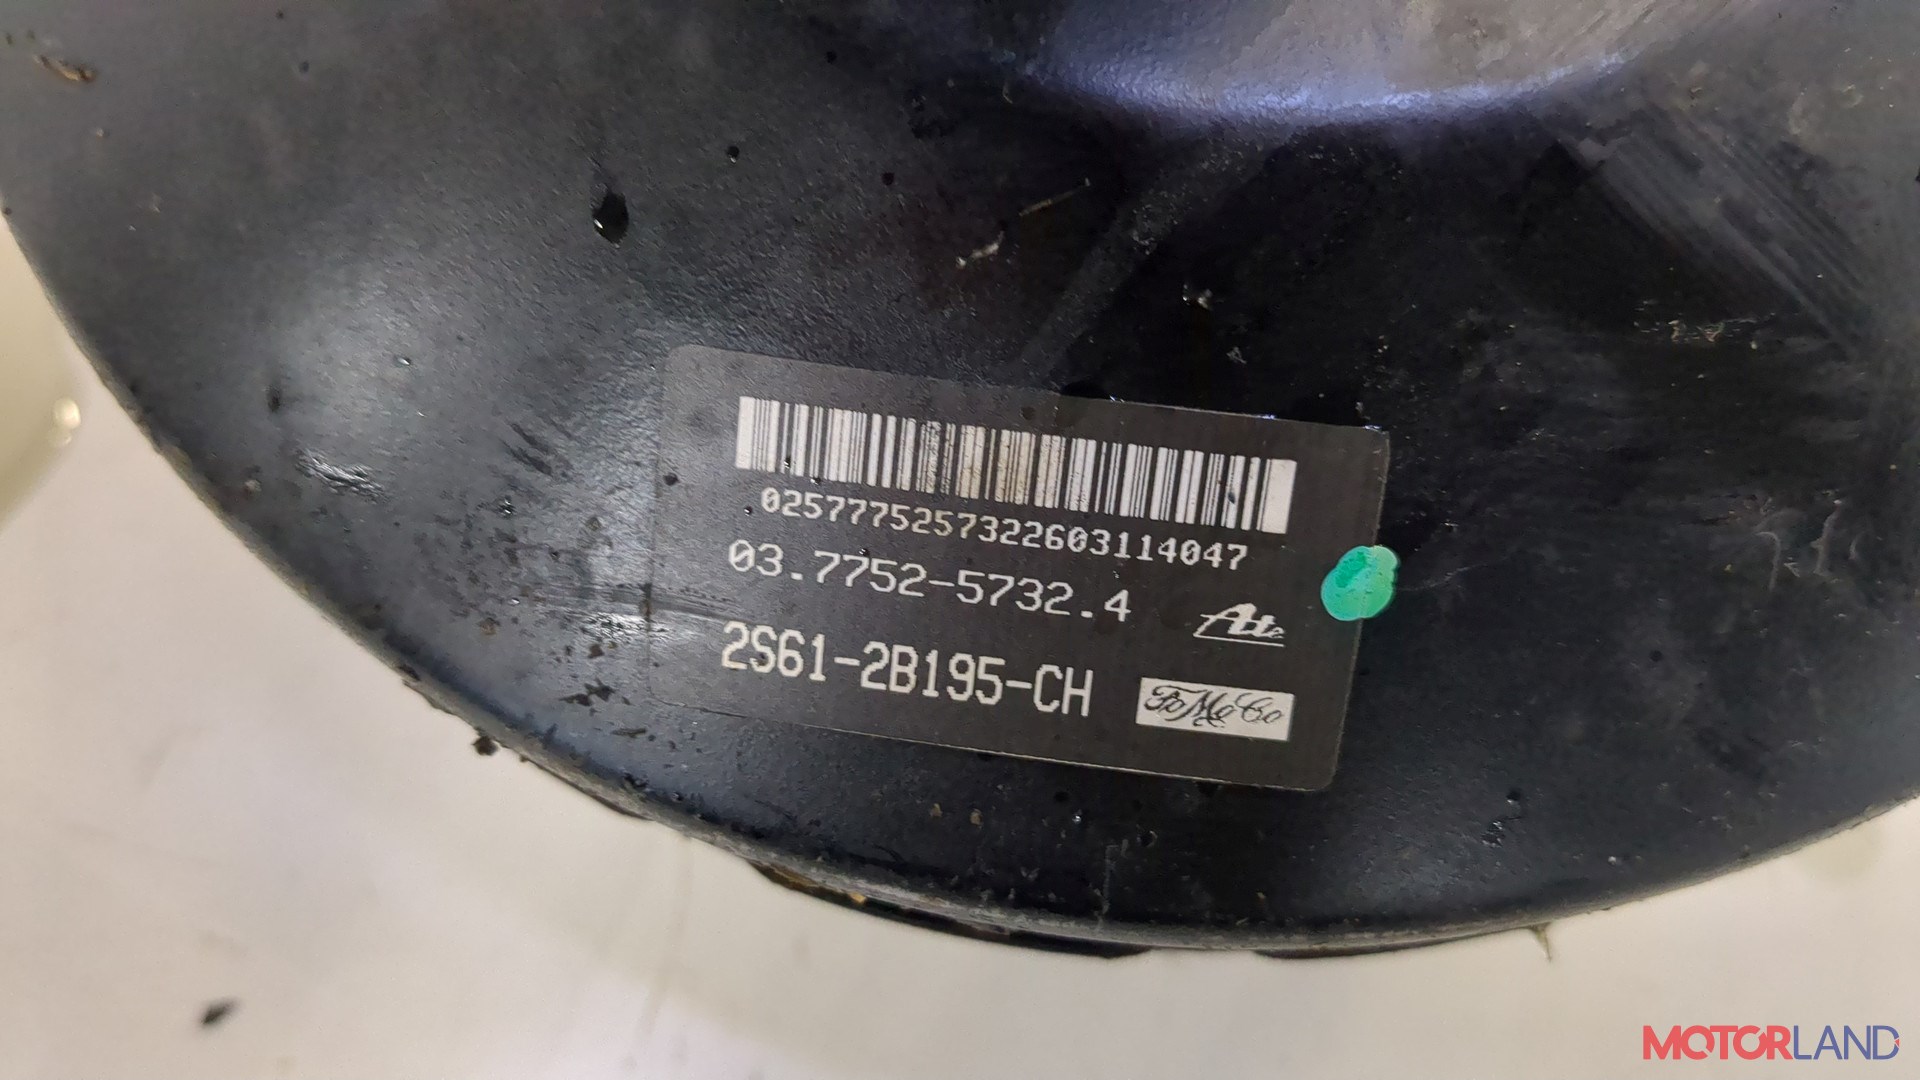 0257775257322603114047
03.7752-5732.4
Ate
2S61-2B195-CH
FoMoCo
MOTORLAND